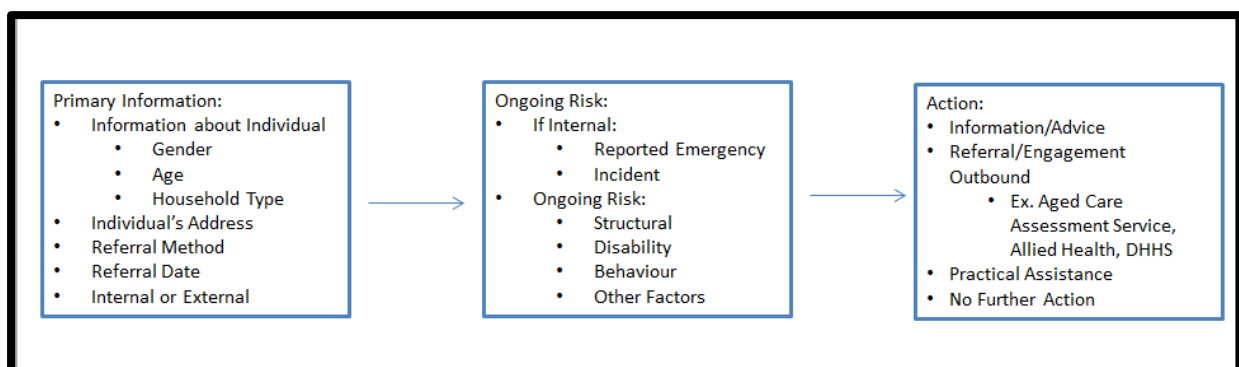 Primary Information:
• Information about Individual
• Gender
• Age
• Household Type
• Individual's Address
• Referral Method
• Referral Date
• Internal or External
Ongoing Risk:
• If Internal:
• Reported Emergency
• Incident
• Ongoing Risk:
• Structural
• Disability
• Behaviour
• Other Factors
Action:
• Information/Advice
• Referral/Engagement
Outbound
• Ex. Aged Care
Assessment Service,
Allied Health, DHHS
• Practical Assistance
• No Further Action